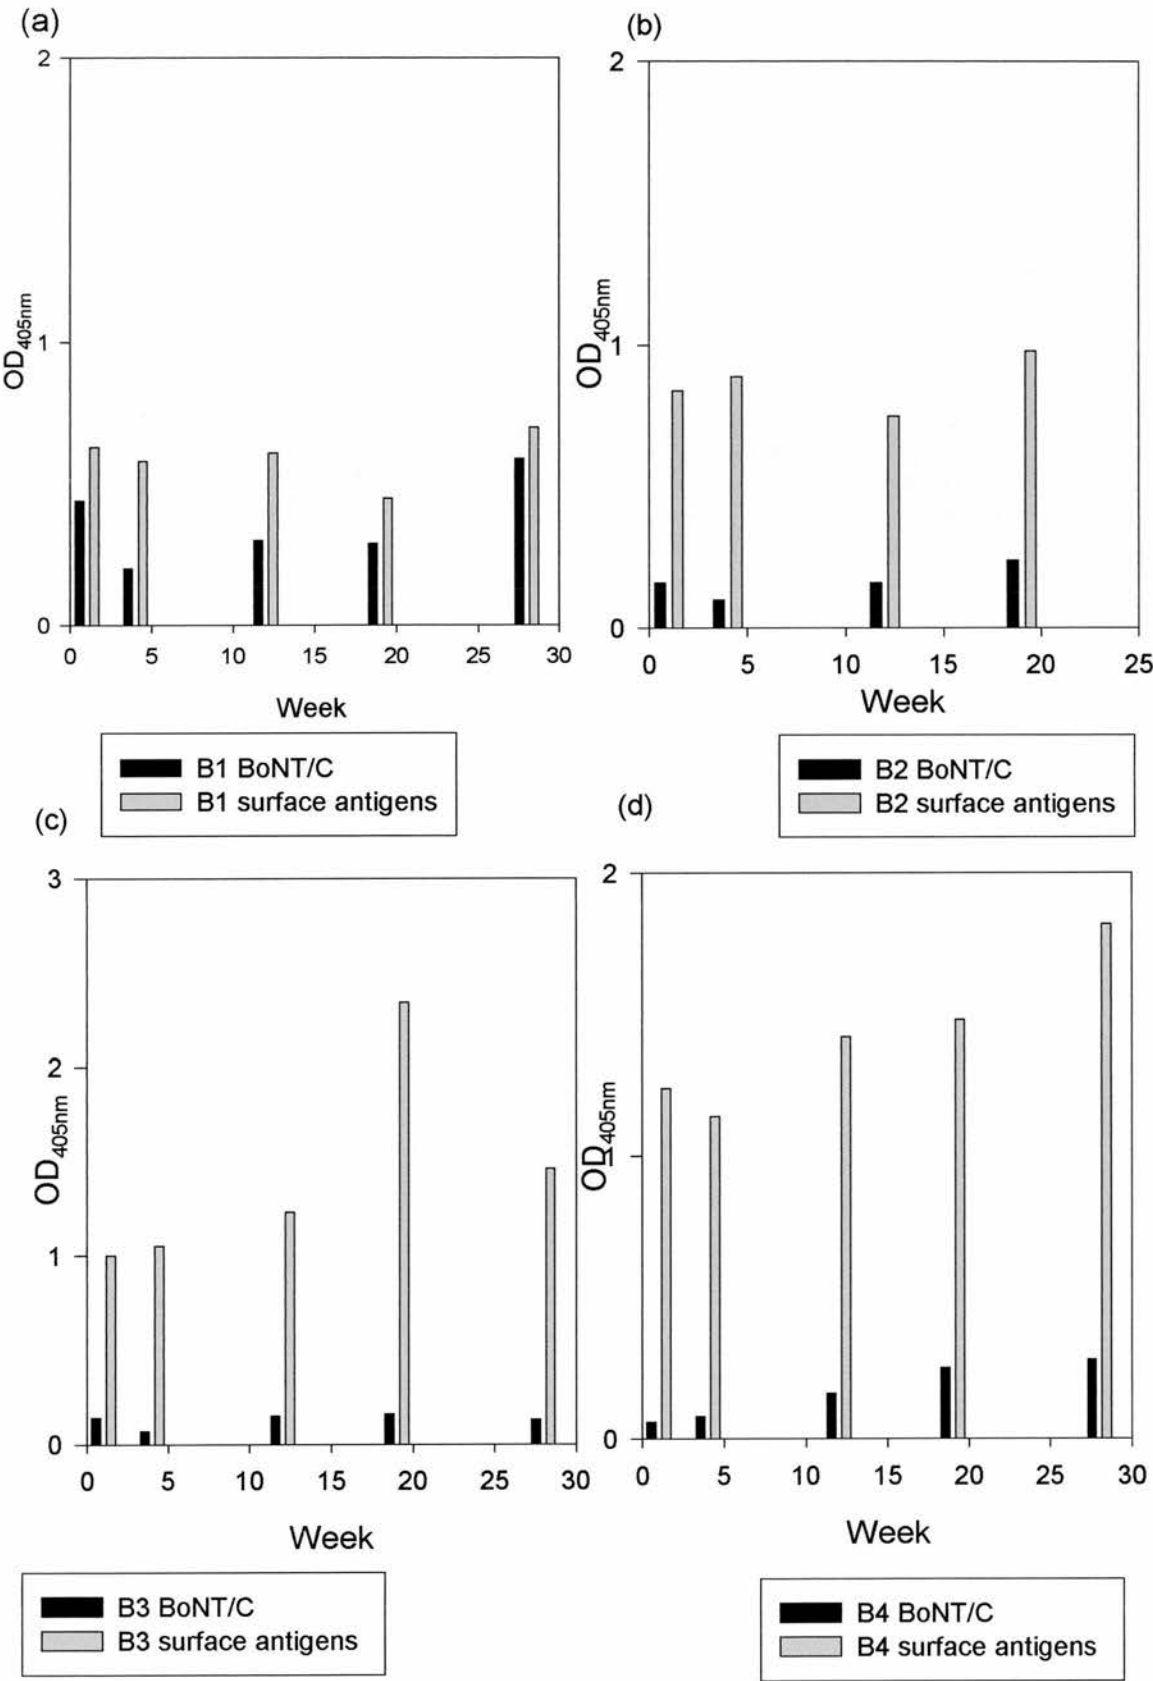 (a)
2
1
0
OD405nm
0 5 10 15 20 25 30
Week
B1 BoNT/C
B1 surface antigens
(b)
2
1
0
OD405nm
0 5 10 15 20 25
Week
B2 BoNT/C
B2 surface antigens
(c)
3
2
1
0
OD405nm
0 5 10 15 20 25 30
Week
B3 BoNT/C
B3 surface antigens
(d)
2
1
0
OD405nm
0 5 10 15 20 25 30
Week
B4 BoNT/C
B4 surface antigens